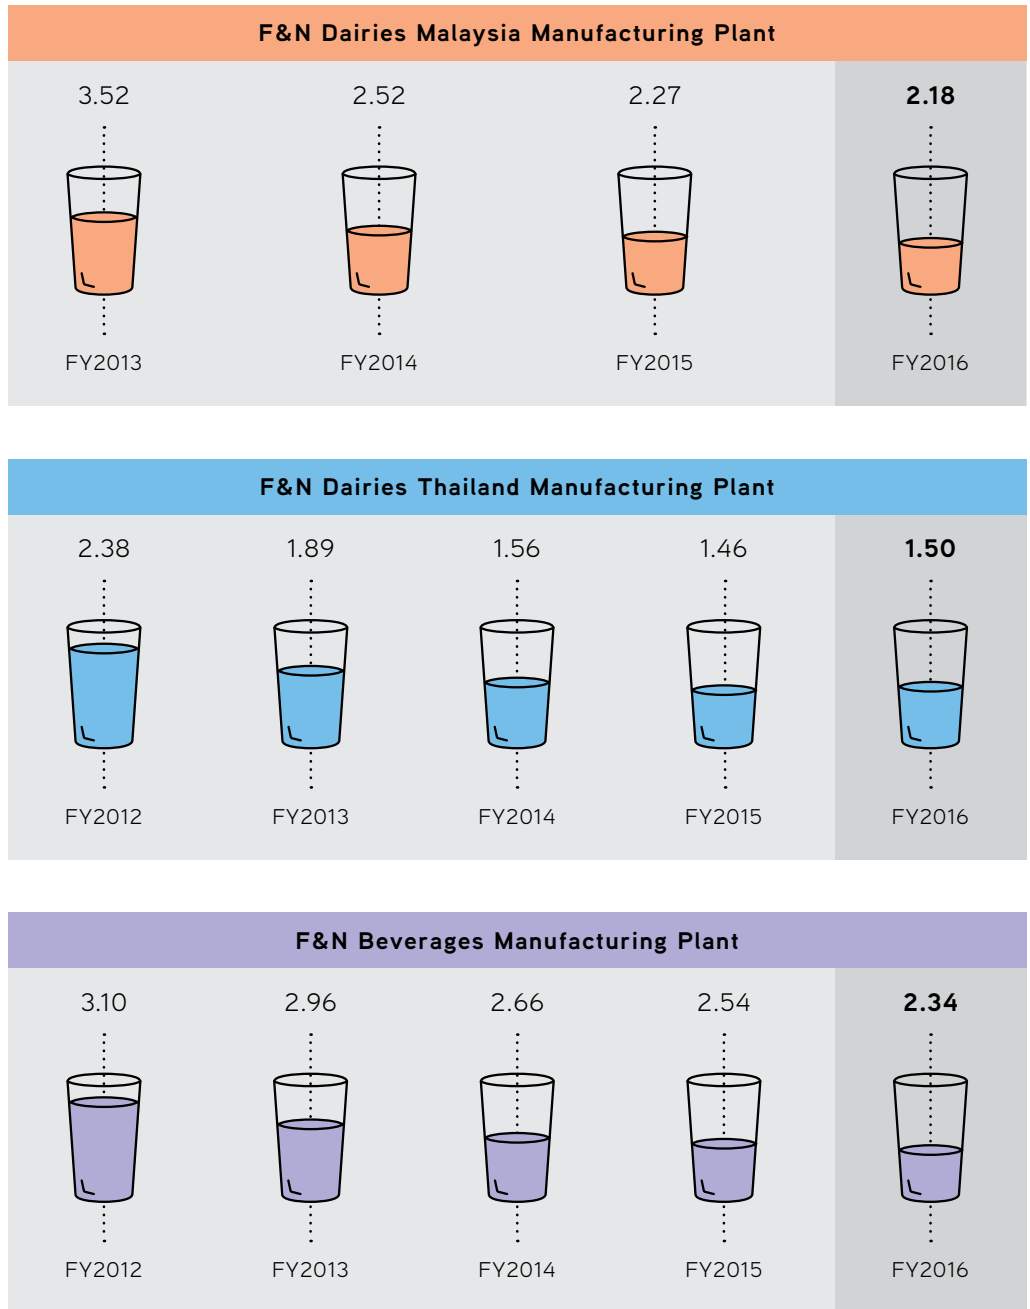 F&N Dairies Malaysia Manufacturing Plant
3.52 2.52 2.27 2.18
FY2013 FY2014 FY2015 FY2016
F&N Dairies Thailand Manufacturing Plant
2.38 1.89 1.56 1.46 1.50
FY2012 FY2013 FY2014 FY2015 FY2016
F&N Beverages Manufacturing Plant
3.10 2.96 2.66 2.54 2.34
FY2012 FY2013 FY2014 FY2015 FY2016